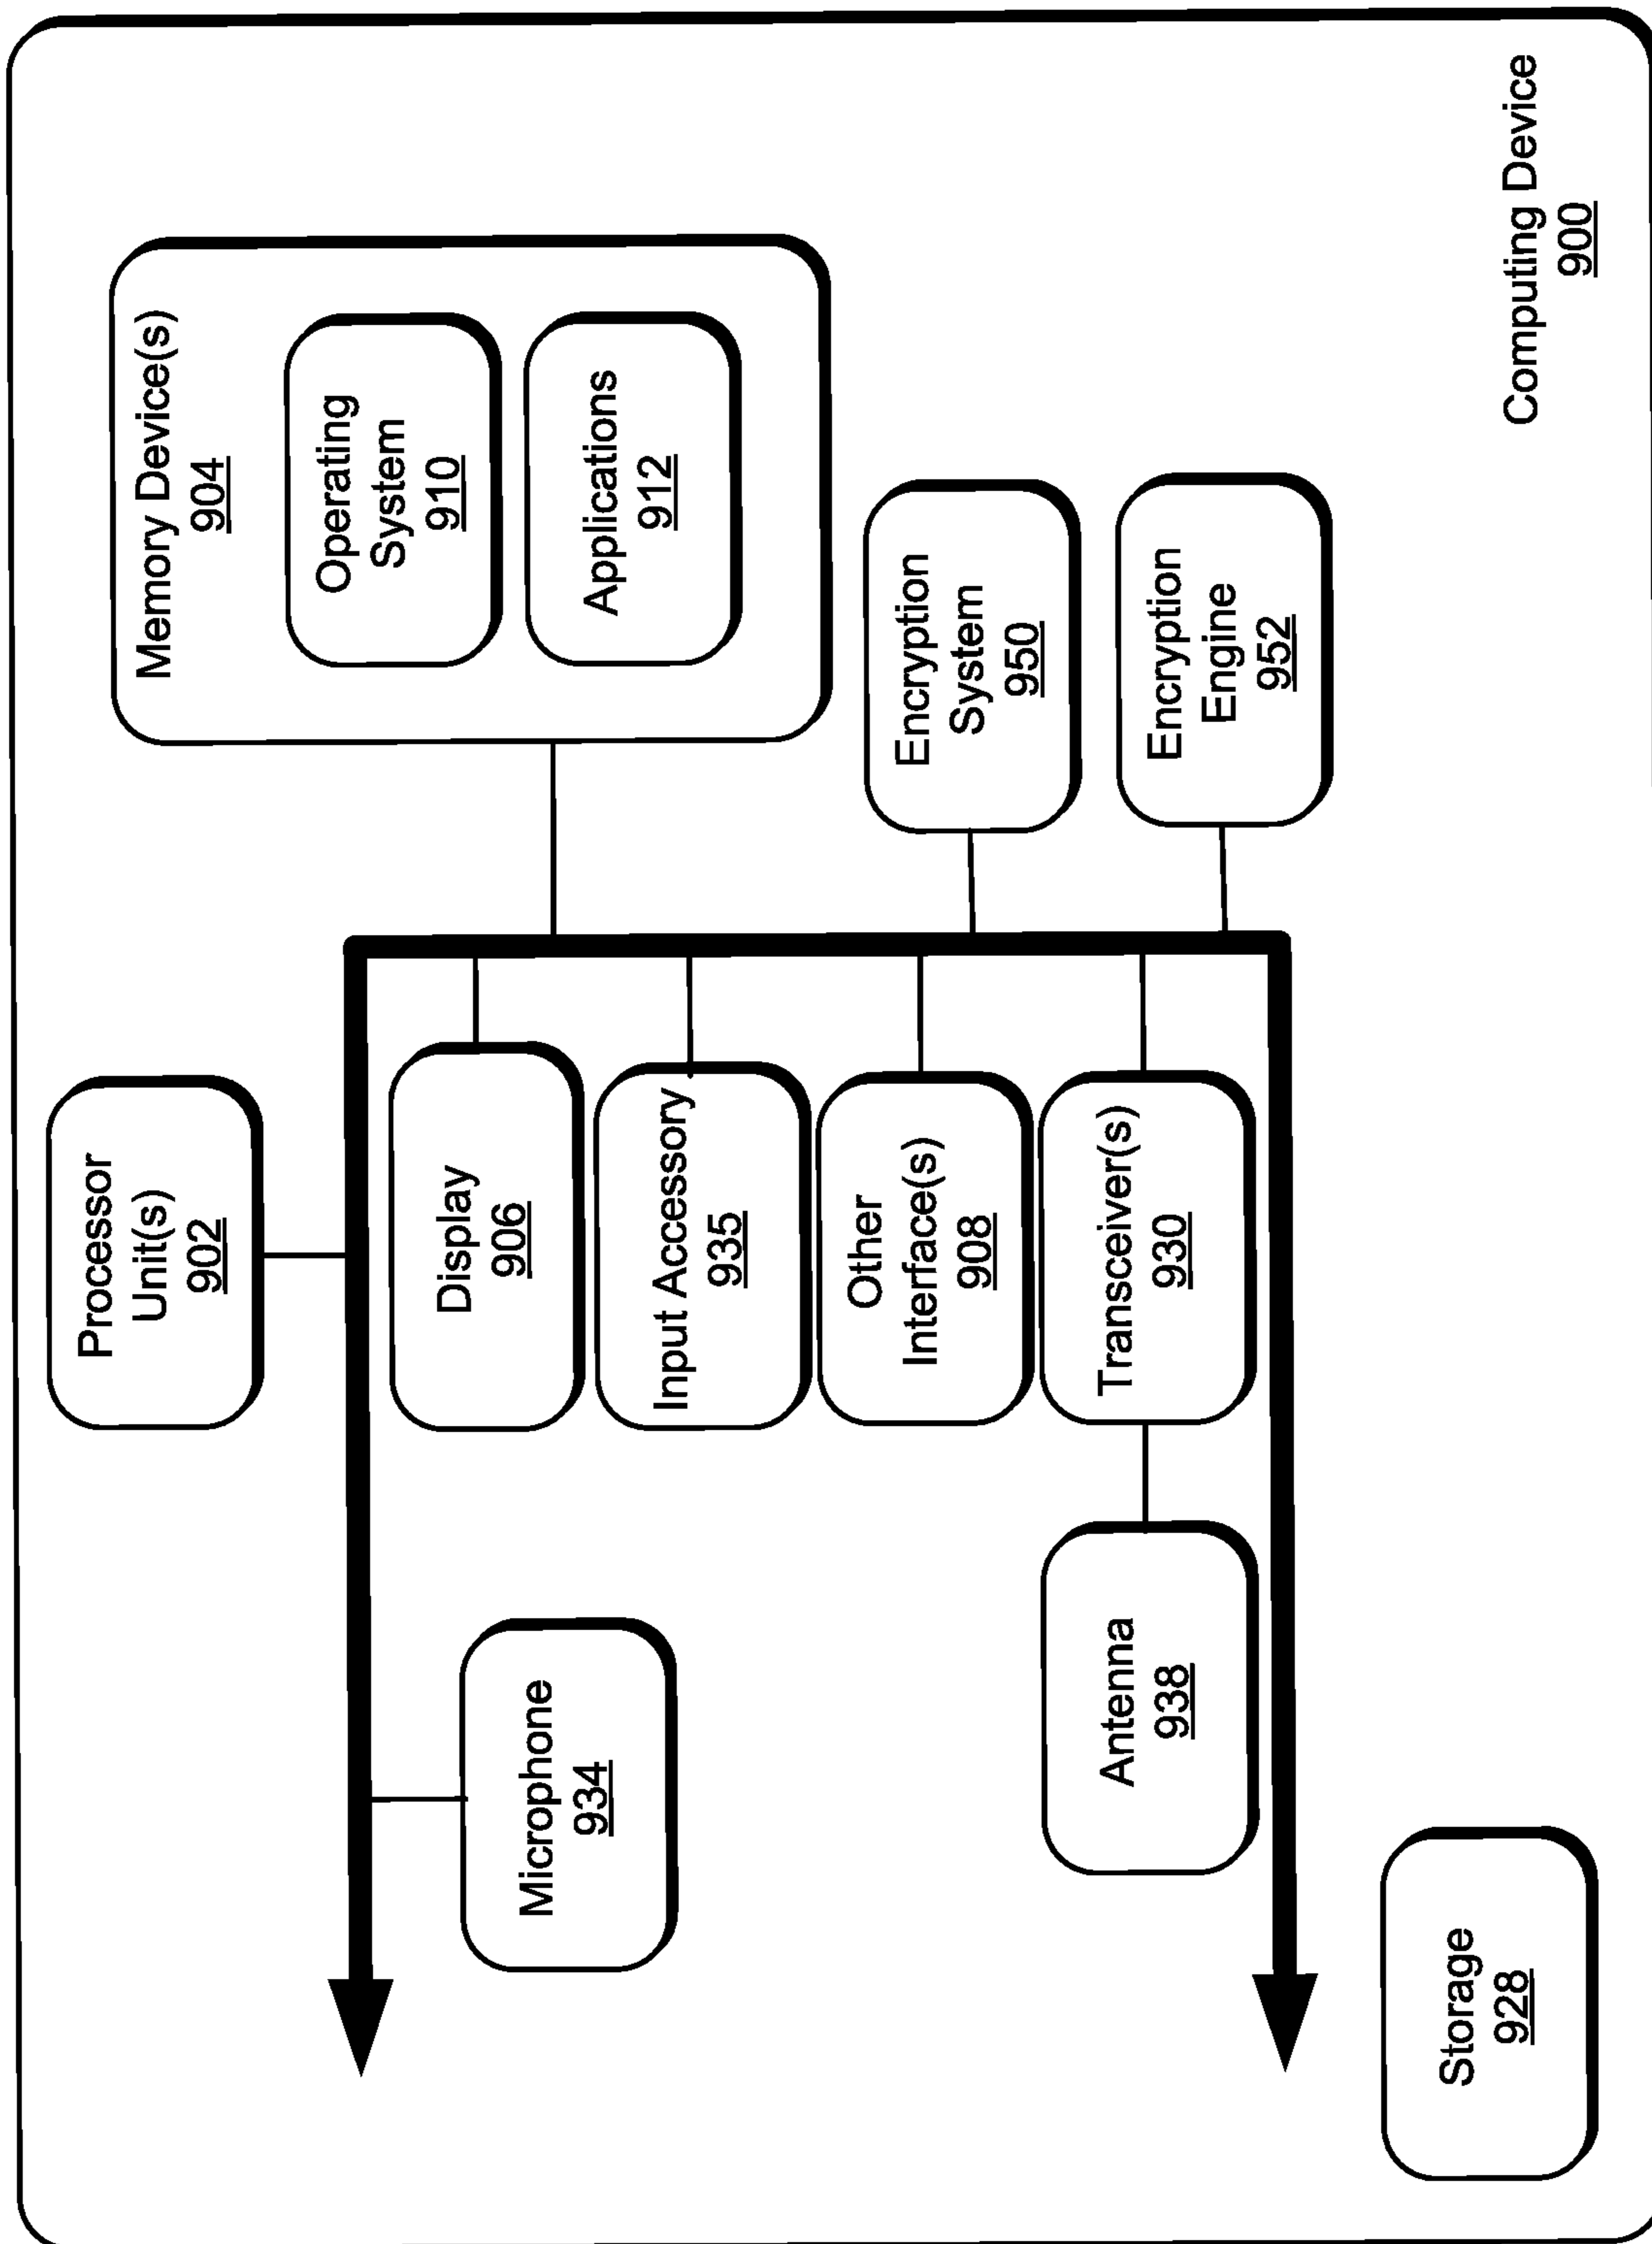 Processor
Unit(s)
902
Memory Device(s)
904
Operating
System
910
Applications
912
Microphone
934
Display
906
Input Accessory
935
Other
Interface(s)
908
Transceiver(s)
930
Antenna
938
Encryption
System
950
Encryption
Engine
952
Storage
928
Computing Device
900